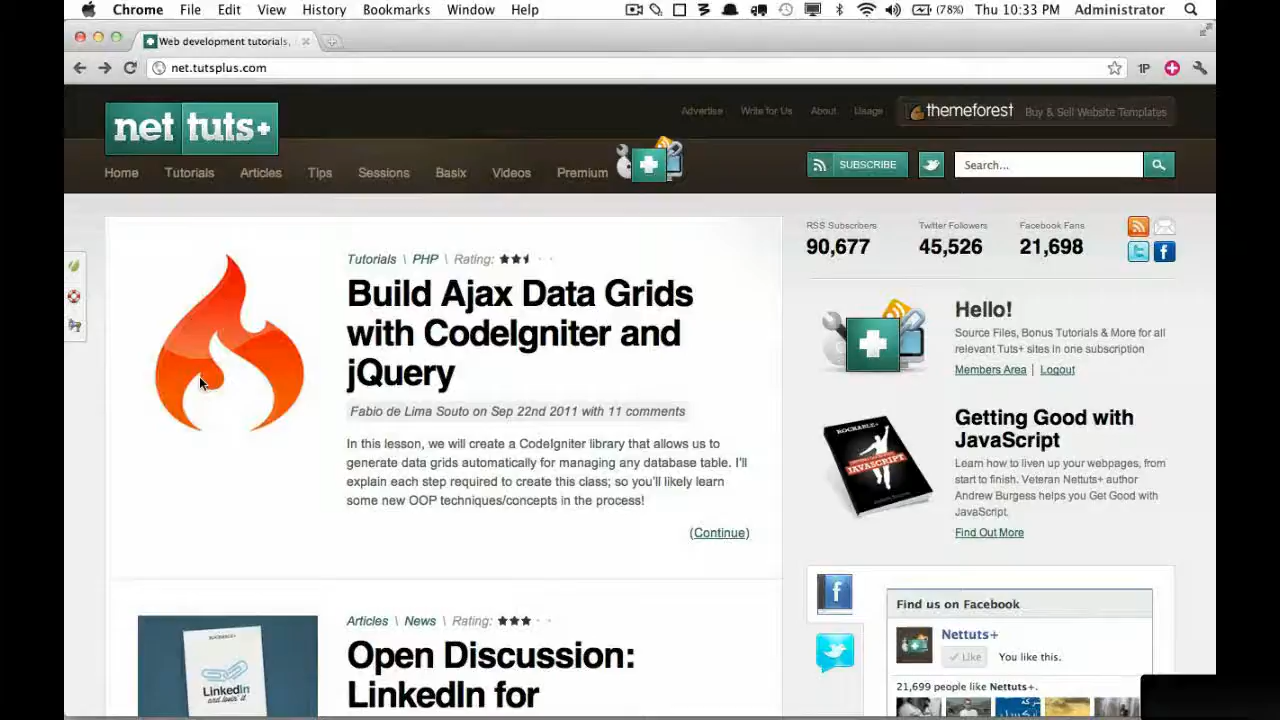 Chrome File Edit View History Bookmarks Window Help (78%) Thu 10:33 PM Administrator
Web development tutorials,
net.tutsplus.com 1P
Advertise Write for Us About Usage themeforest Buy & Sell Website Templates
net tuts+
Home Tutorials Articles Tips Sessions Basix Videos Premium
SUBSCRIBE Search...
Tutorials \ PHP \ Rating:
Build Ajax Data Grids
with CodeIgniter and
jQuery
Fabio de Lima Souto on Sep 22nd 2011 with 11 comments
In this lesson, we will create a CodeIgniter library that allows us to
generate data grids automatically for managing any database table. I'll
explain each step required to create this class; so you'll likely learn
some new OOP techniques/concepts in the process!
(Continue)
Articles \ News \ Rating:
Open Discussion:
LinkedIn for
ROCKABLE+
LinkedIn
and lovin' it
RSS Subscribers Twitter Followers Facebook Fans
90,677 45,526 21,698
Hello!
Source Files, Bonus Tutorials & More for all
relevant Tuts+ sites in one subscription
Members Area | Logout
ROCKABLE+
JAVASCRIPT
Getting Good with
JavaScript
Learn how to liven up your webpages, from
start to finish. Veteran Nettuts+ author
Andrew Burgess helps you Get Good with
JavaScript.
Find Out More
Find us on Facebook
Nettuts+
Like You like this.
21,699 people like Nettuts+.